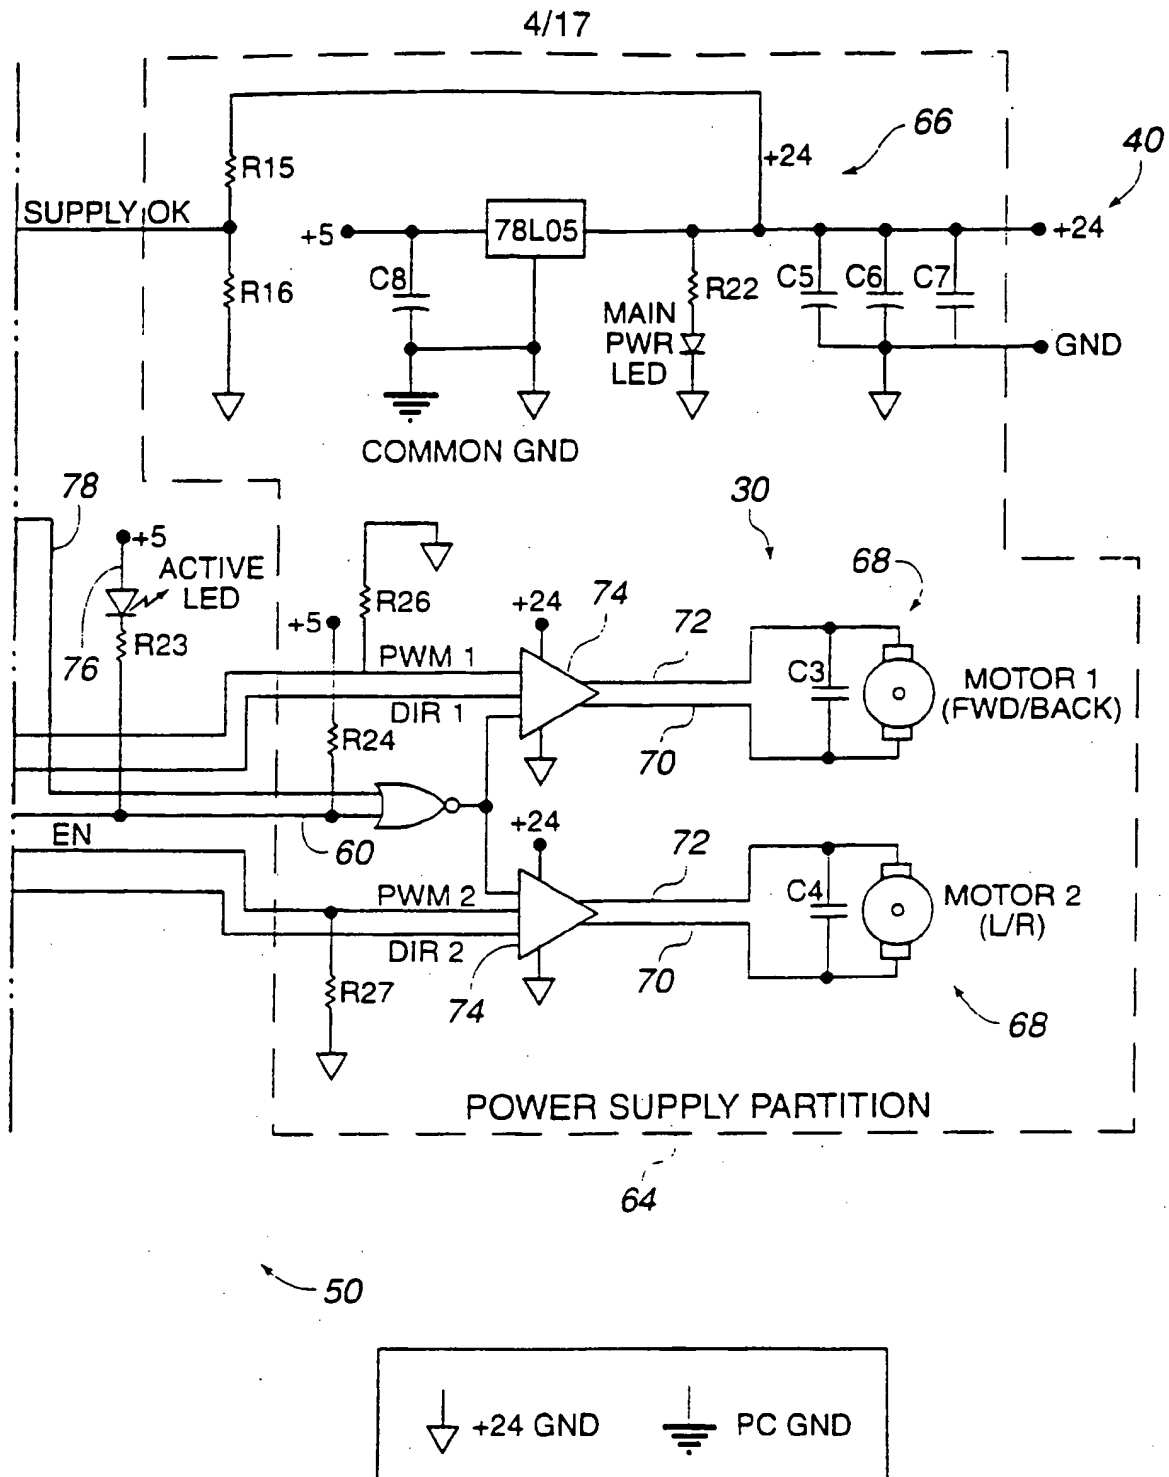 4/17
66
40
+24
R15
SUPPLY OK
+5
78L05
+24
R16
C8
R22
C5
C6
C7
MAIN
PWR
LED
GND
COMMON GND
78
30
+5
ACTIVE
LED
68
R26
+24
74
+5
72
76
R23
PWM 1
C3
MOTOR 1
(FWD/BACK)
DIR 1
R24
70
+24
EN
60
72
PWM 2
C4
MOTOR 2
(L/R)
DIR 2
70
R27
74
68
POWER SUPPLY PARTITION
64
50
+24 GND
PC GND